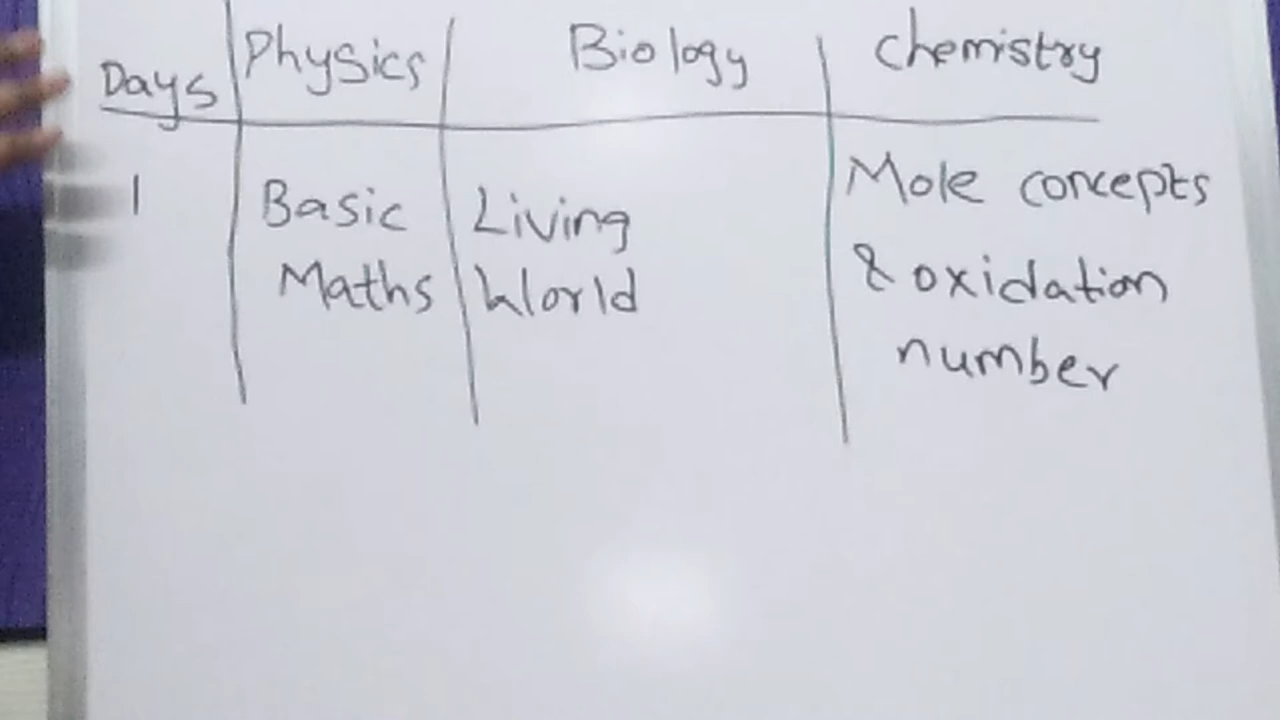 Days Physics Biology Chemistry
1 Basic Living Mole concepts
Maths World & oxidation
number